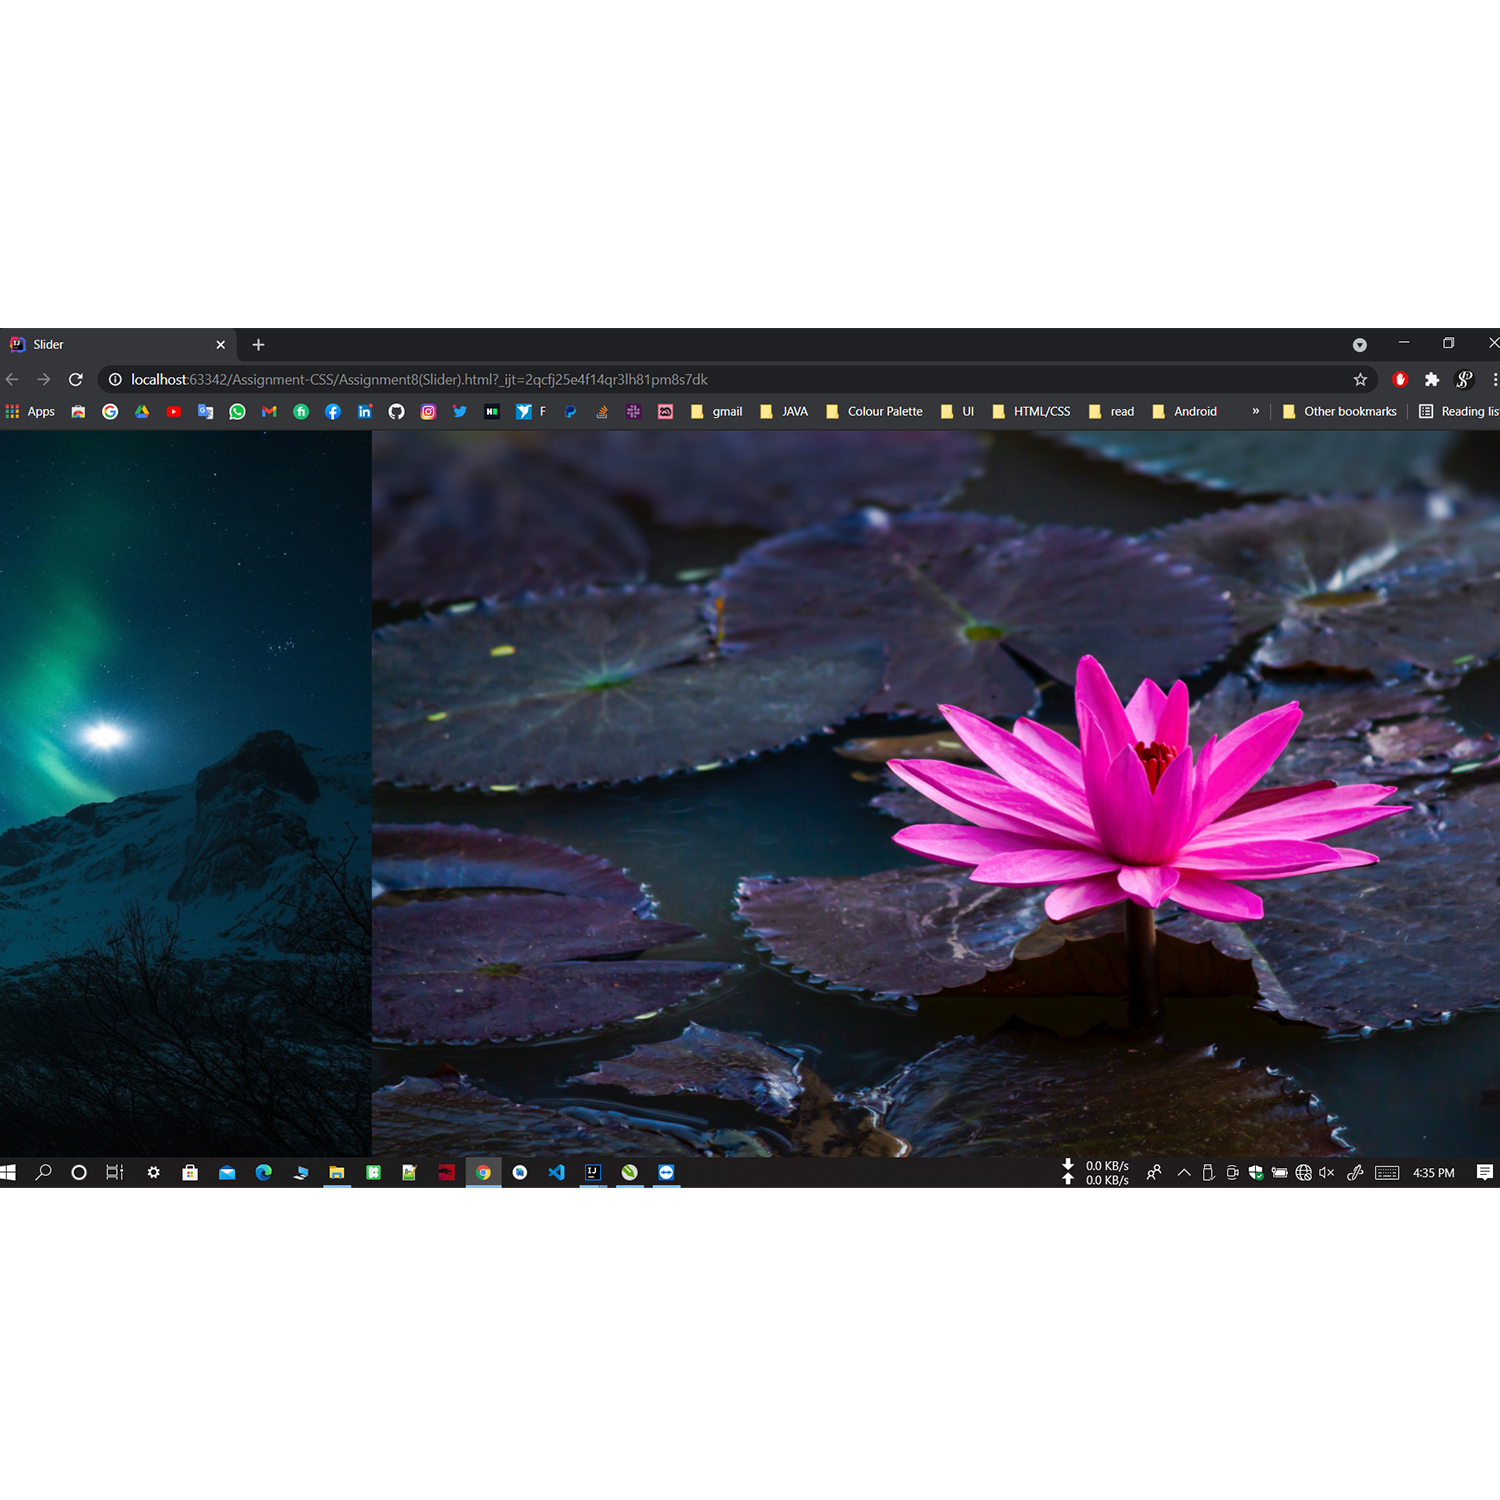 Slider
localhost:63342/Assignment-CSS/Assignment8(Slider).html?_ijt=2qcfj25e4f14qr3lh81pm8s7dk
Apps F gmail JAVA Colour Palette UI HTML/CSS read Android » Other bookmarks Reading lis
0.0 KB/s
0.0 KB/s
4:35 PM